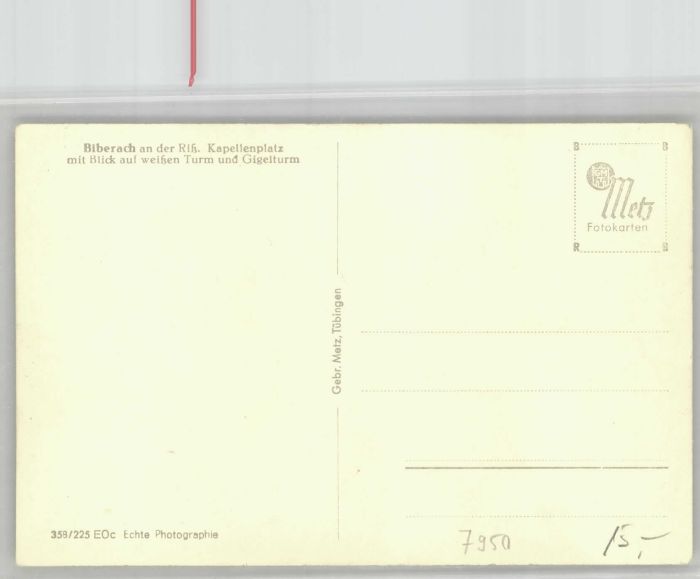 Biberach an der Riß. Kapellenplatz
mit Blick auf weißen Turm und Gigelturm
B B
Metz
Fotokarten
R B
Gebr. Metz, Tübingen
358/225 EOc Echte Photographie
7950
15,-